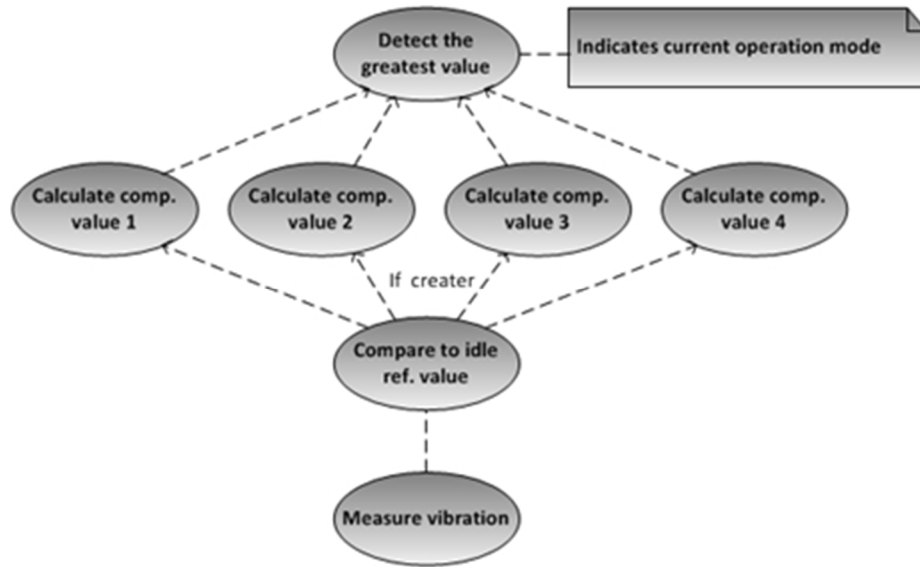 Detect the
greatest value
Indicates current operation mode
Calculate comp.
value 1
Calculate comp.
value 2
Calculate comp.
value 3
Calculate comp.
value 4
If creater
Compare to idle
ref. value
Measure vibration